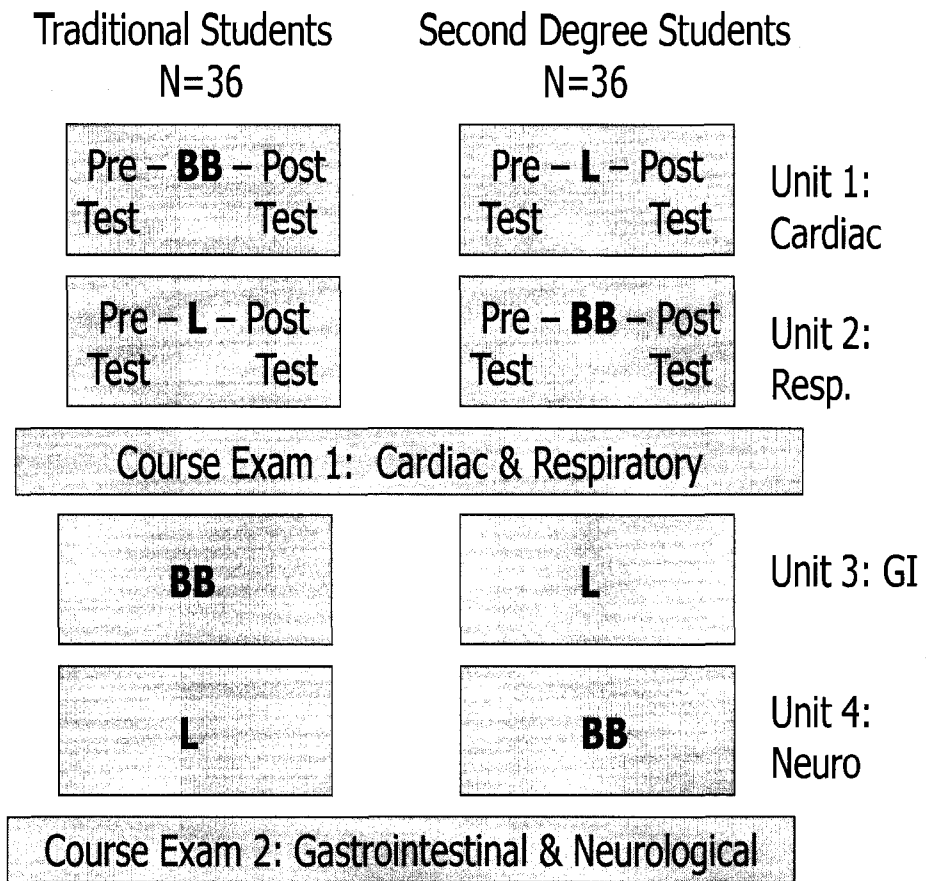 Traditional Students
N=36
Second Degree Students
N=36
Pre – BB – Post
Test Test
Pre – L – Post
Test Test
Unit 1:
Cardiac
Pre – L – Post
Test Test
Pre – BB – Post
Test Test
Unit 2:
Resp.
Course Exam 1: Cardiac & Respiratory
BB
L
Unit 3: GI
L
BB
Unit 4:
Neuro
Course Exam 2: Gastrointestinal & Neurological